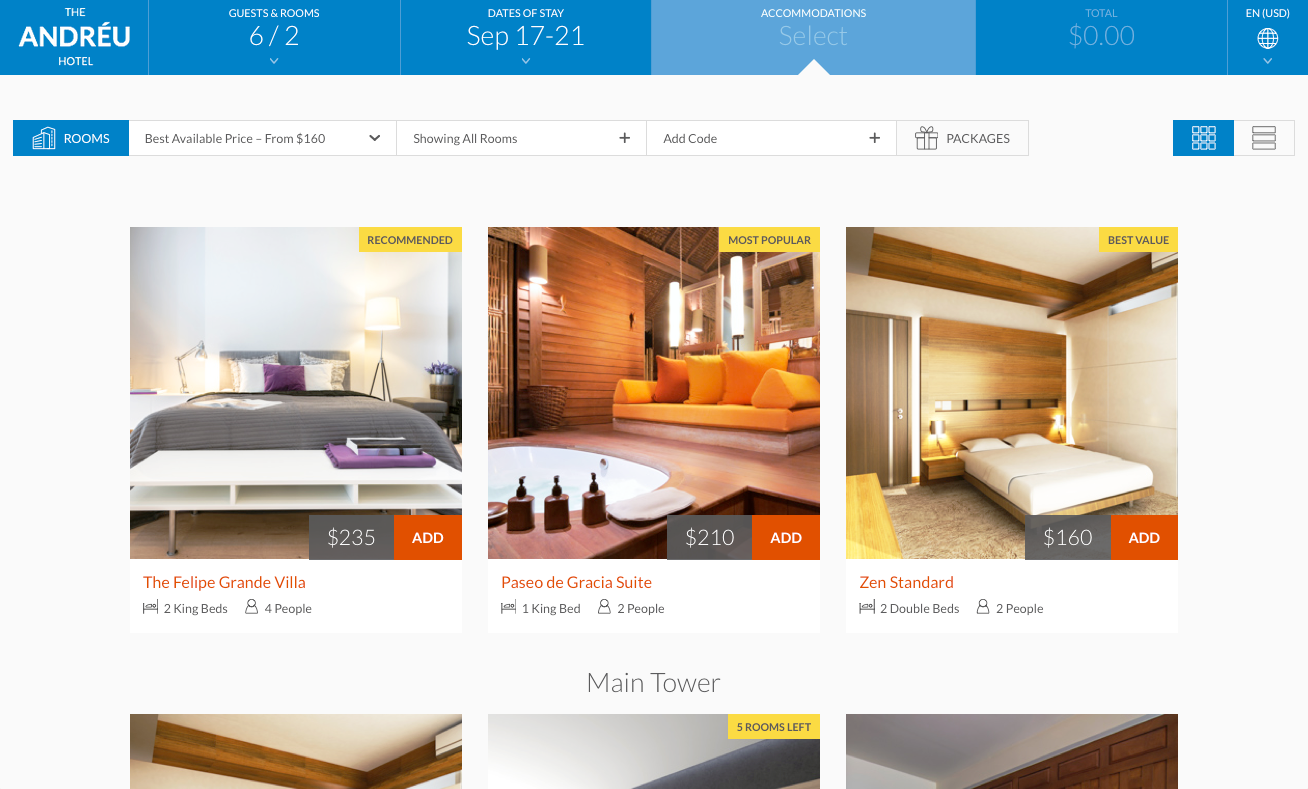 THE
ANDRÉU
HOTEL
GUESTS & ROOMS
6 / 2
DATES OF STAY
Sep 17-21
ACCOMMODATIONS
Select
TOTAL
$0.00
EN (USD)
ROOMS
Best Available Price – From $160
Showing All Rooms
Add Code
PACKAGES
RECOMMENDED
$235
ADD
The Felipe Grande Villa
2 King Beds
4 People
MOST POPULAR
$210
ADD
Paseo de Gracia Suite
1 King Bed
2 People
BEST VALUE
$160
ADD
Zen Standard
2 Double Beds
2 People
Main Tower
5 ROOMS LEFT